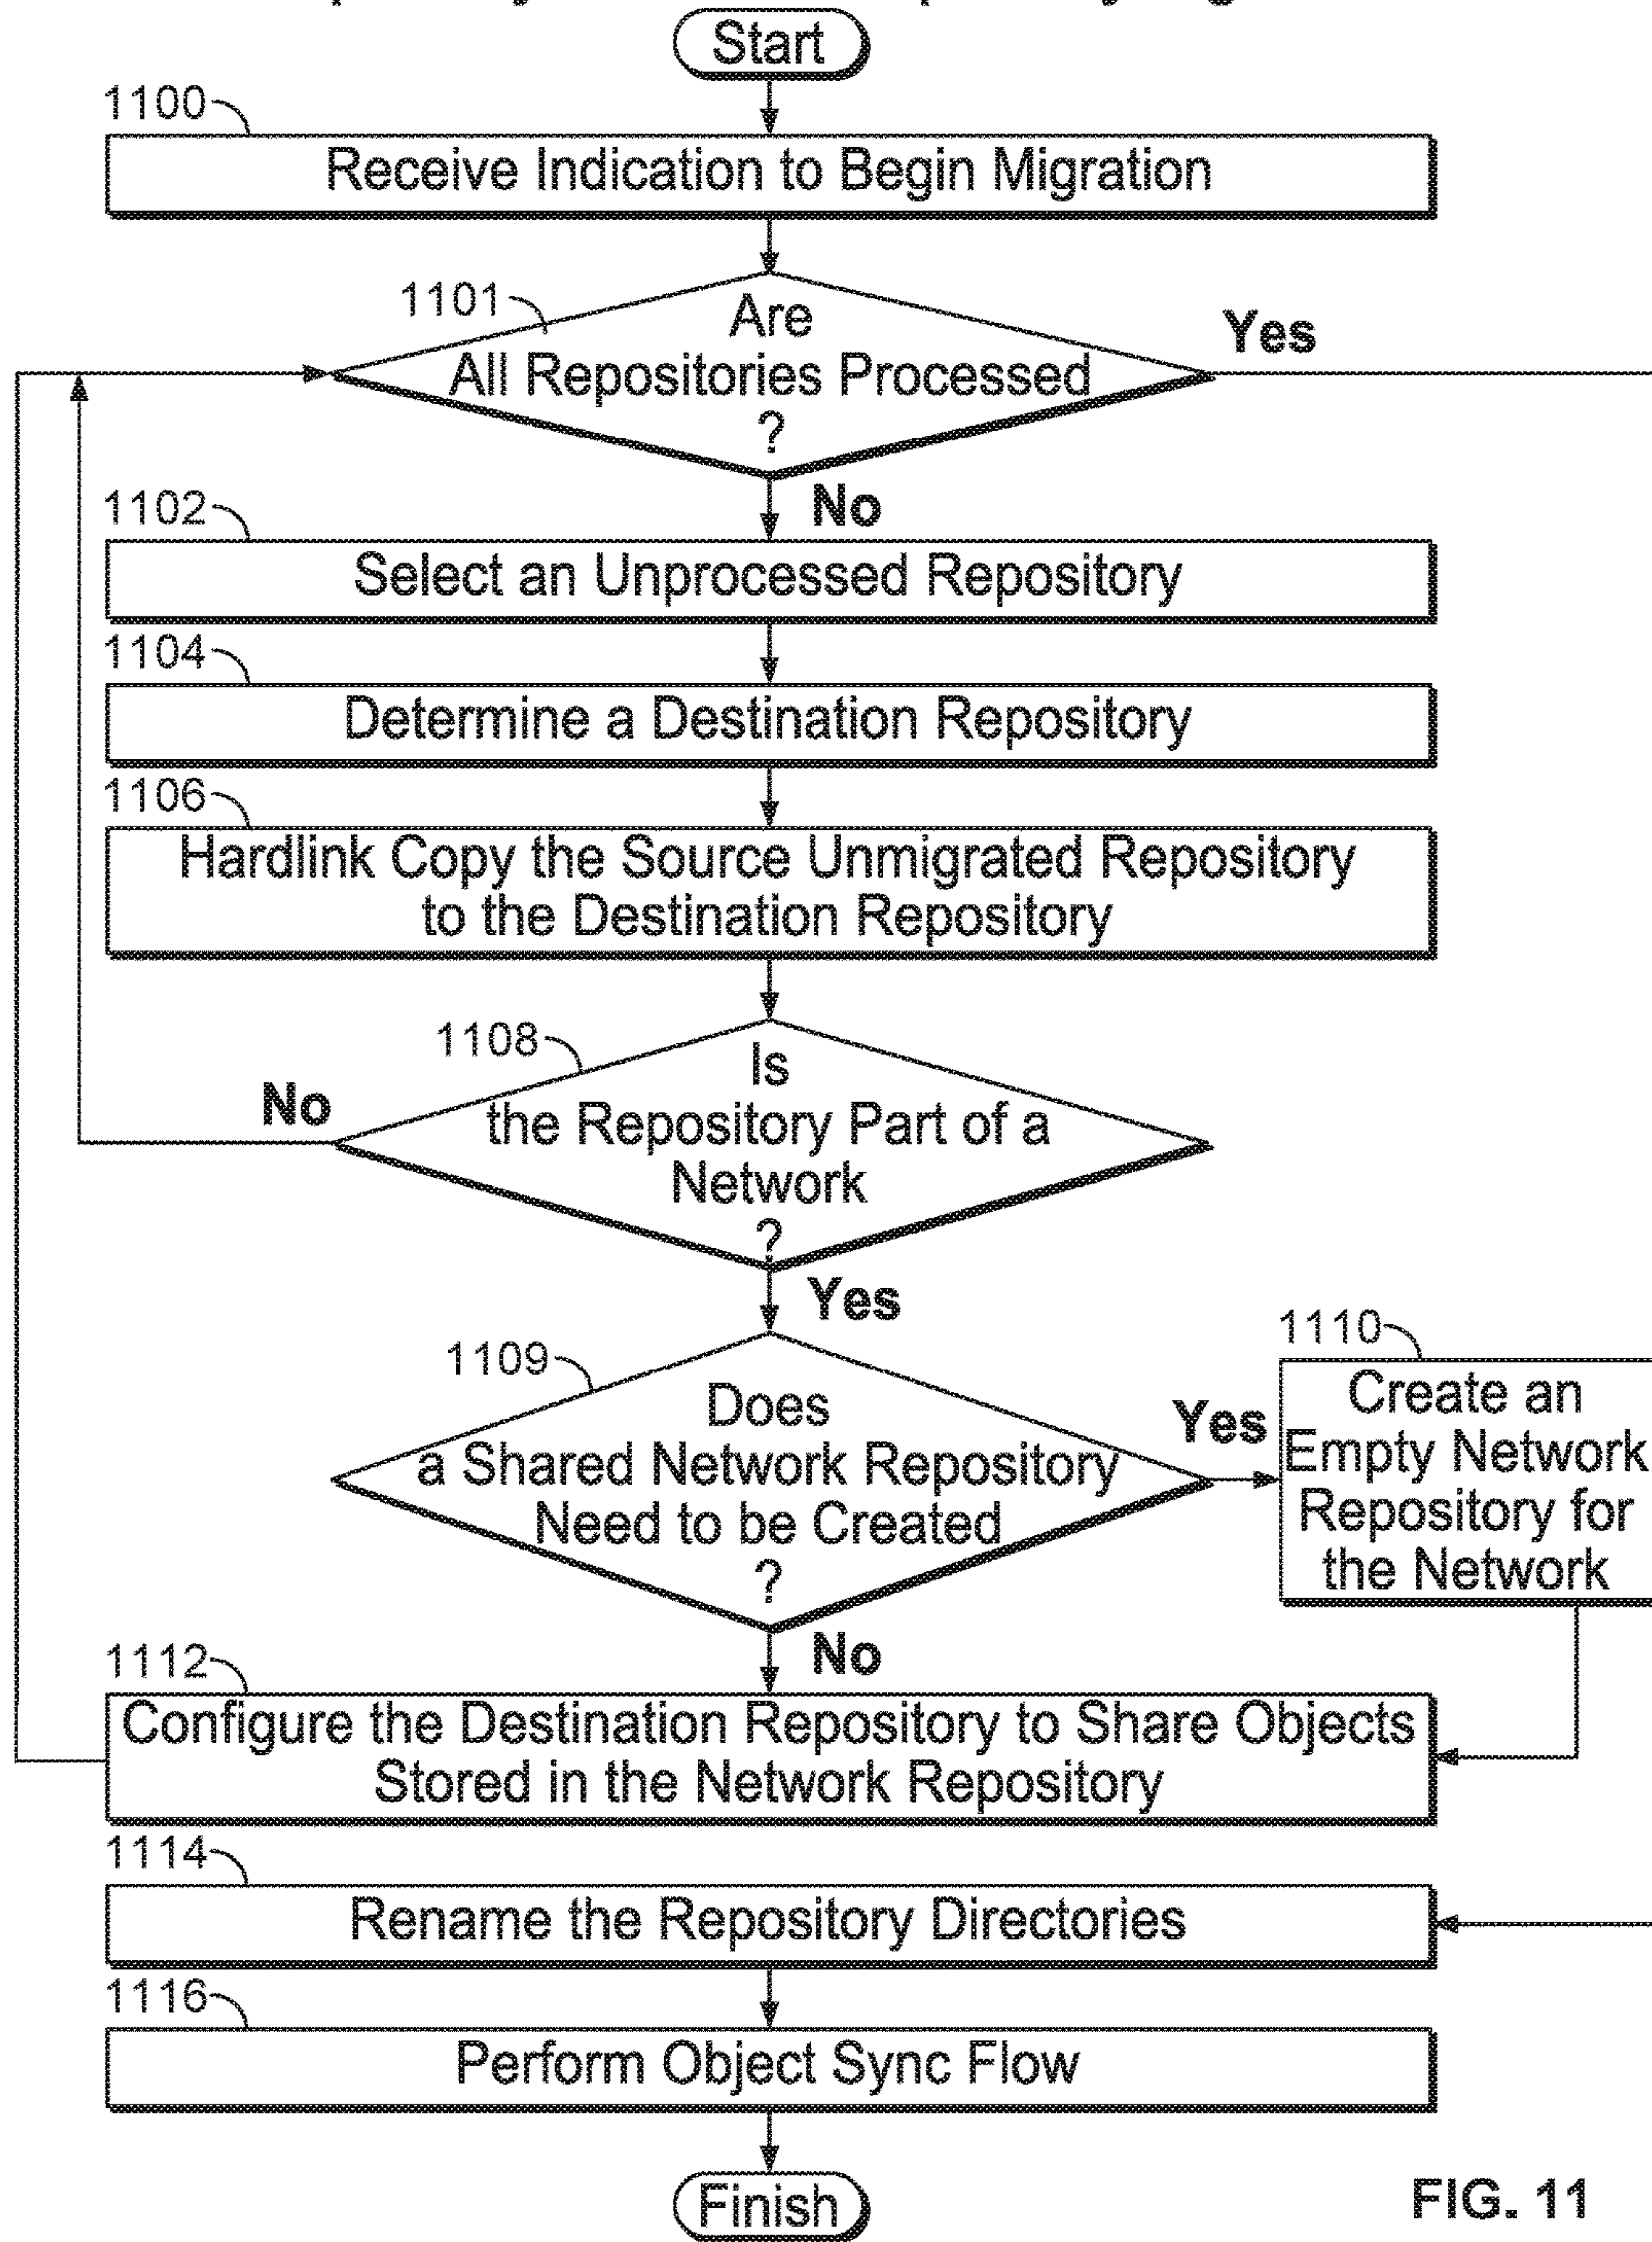 Start
1100
Receive Indication to Begin Migration
1101
Are
All Repositories Processed
?
Yes
No
1102
Select an Unprocessed Repository
1104
Determine a Destination Repository
1106
Hardlink Copy the Source Unmigrated Repository
to the Destination Repository
1108
Is
the Repository Part of a
Network
?
No
Yes
1109
Does
a Shared Network Repository
Need to be Created
?
Yes
1110
Create an
Empty Network
Repository for
the Network
No
1112
Configure the Destination Repository to Share Objects
Stored in the Network Repository
1114
Rename the Repository Directories
1116
Perform Object Sync Flow
Finish
FIG. 11